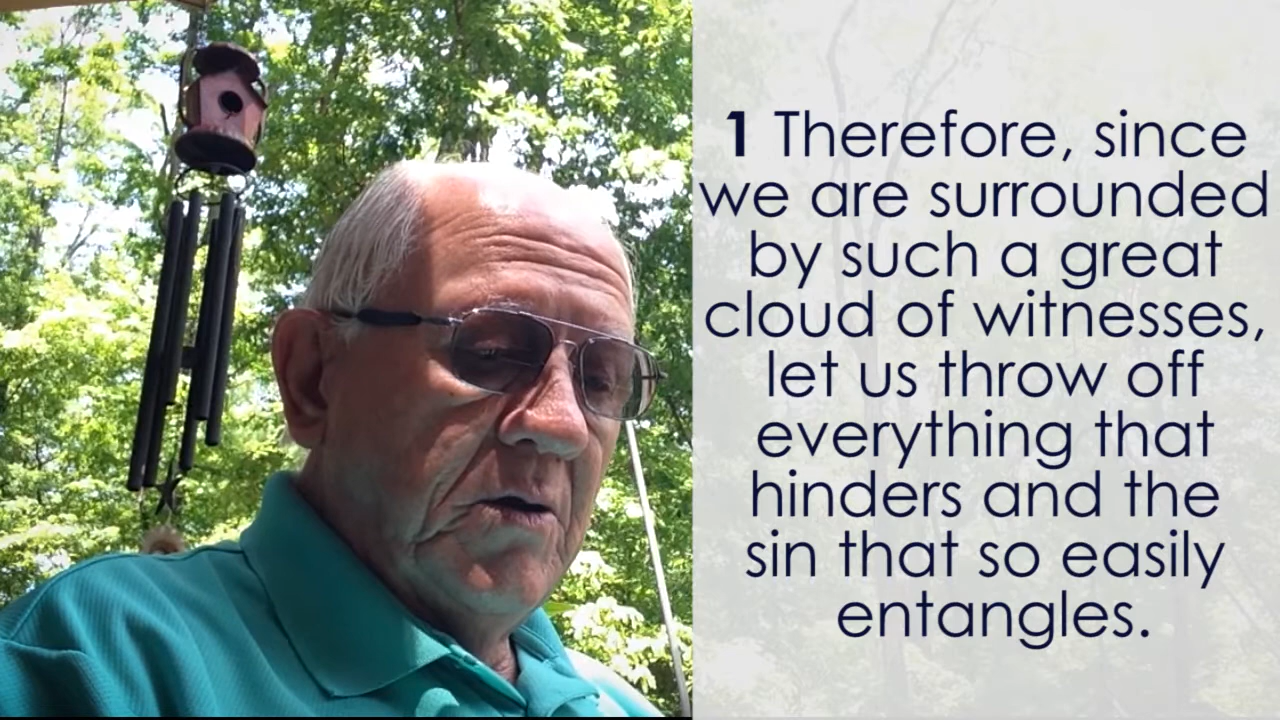 1 Therefore, since
we are surrounded
by such a great
cloud of witnesses,
let us throw off
everything that
hinders and the
sin that so easily
entangles.